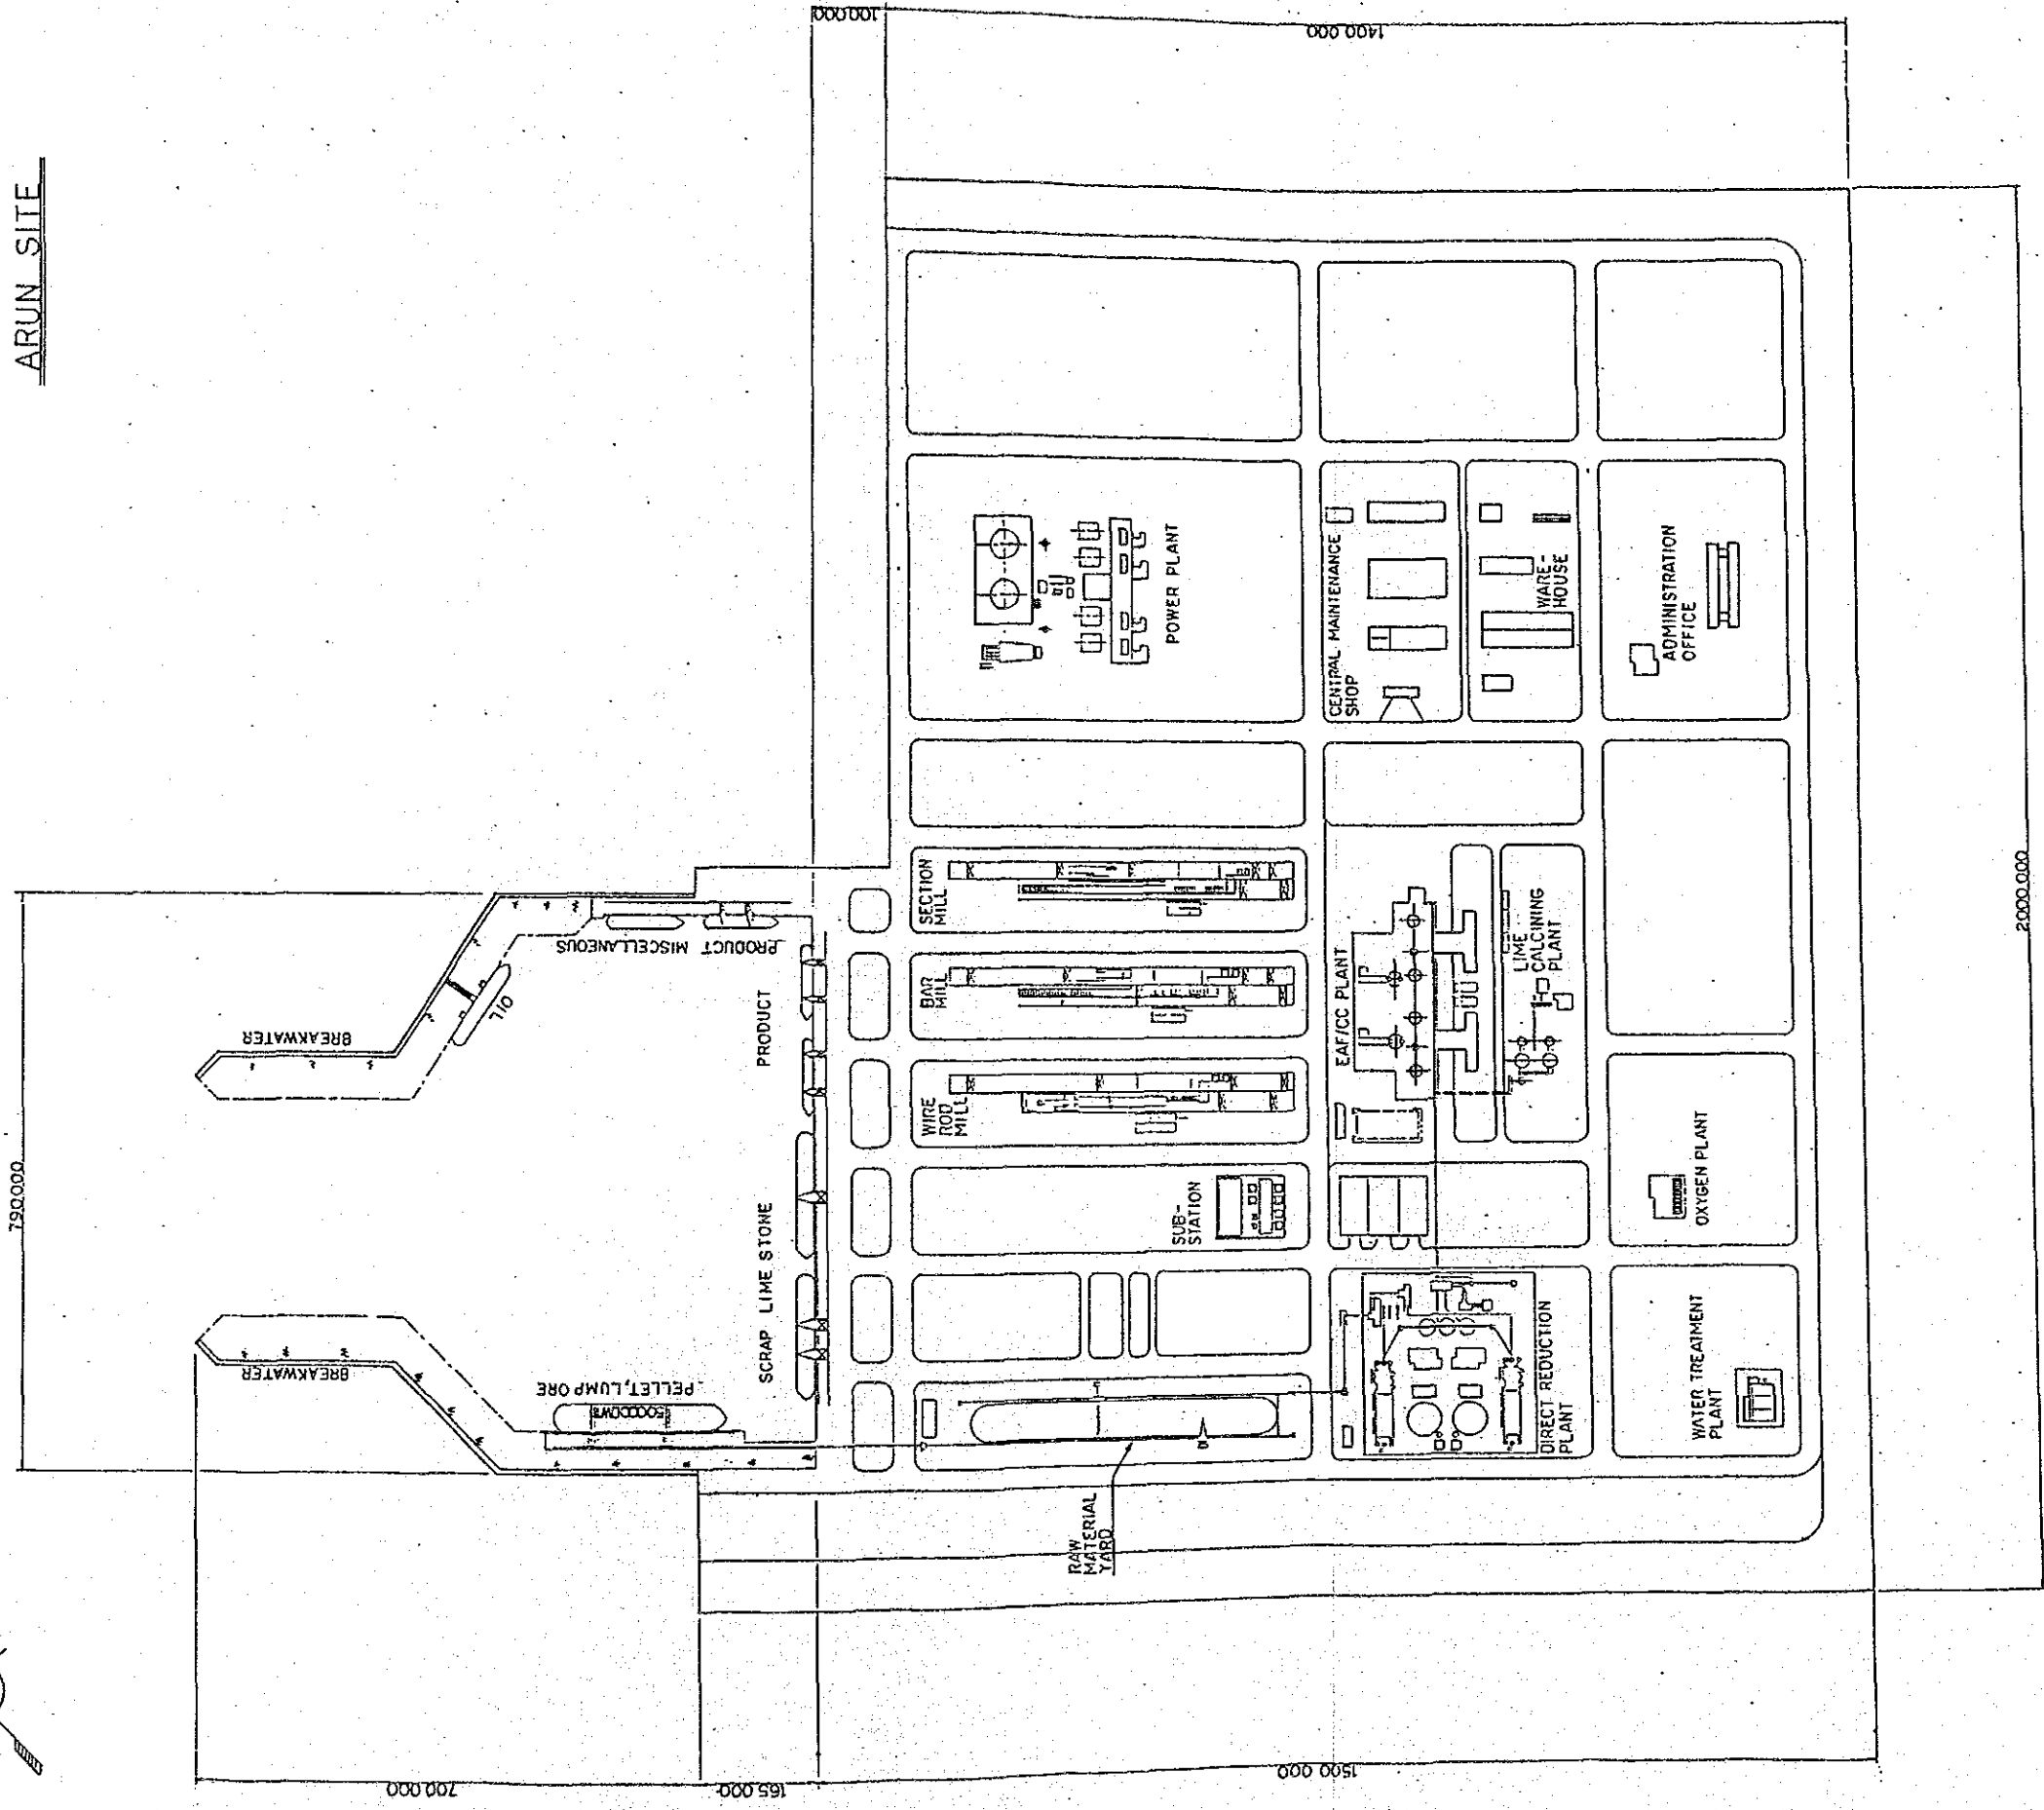 ARUN SITE
100.000
1400.000
790.000
BREAKWATER
OIL
MISCELLANEOUS
PRODUCT
PRODUCT
SCRAP LIME STONE
BREAKWATER
PELLET, LUMP ORE
50000DWT
700.000
165.000
1500.000
2000.000
POWER PLANT
CENTRAL MAINTENANCE
SHOP
WARE-
HOUSE
ADMINISTRATION
OFFICE
SECTION
MILL
BAR
MILL
WIRE
ROD
MILL
SUB-
STATION
EAF/CC PLANT
LIME
CALCINING
PLANT
OXYGEN PLANT
DIRECT REDUCTION
PLANT
WATER TREATMENT
PLANT
RAW
MATERIAL
YARD